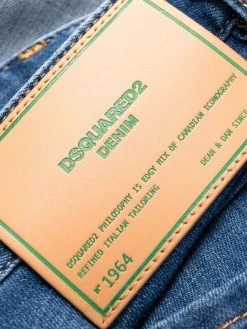 DSQUARED2
DENIM
DSQUARED2 PHILOSOPHY IS EDGY MIX OF CANADIAN ICONOGRAPHY
REFINED ITALIAN TAILORING
DEAN & DAN SINCE
N° 1964